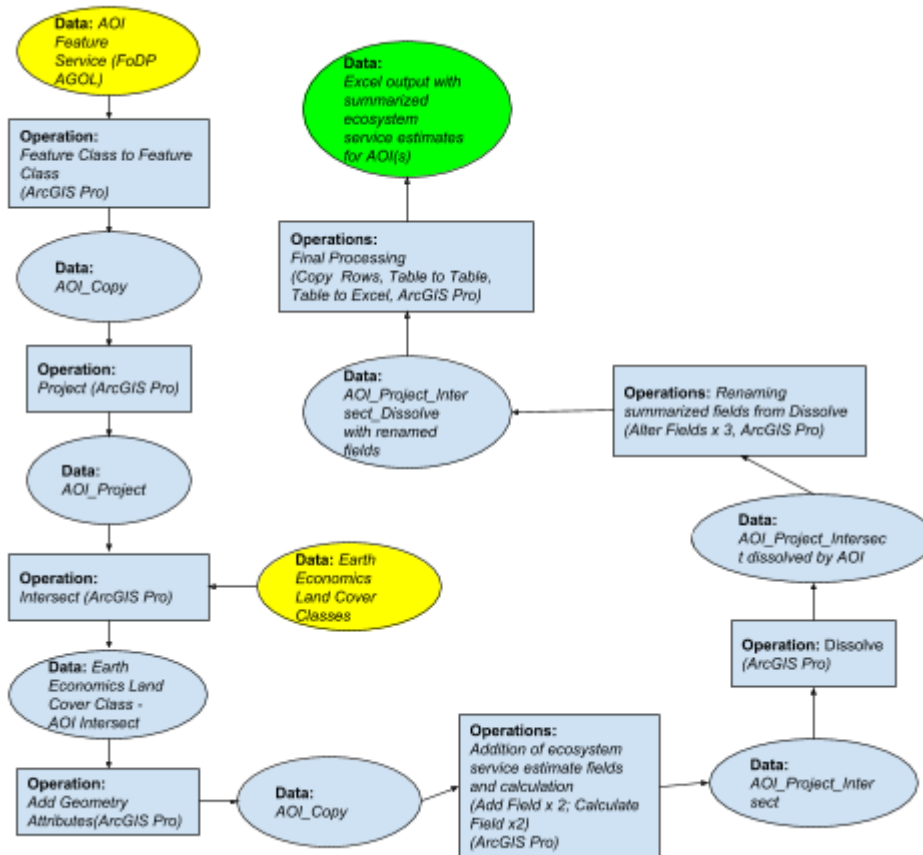 Data: AOI
Feature
Service (FoDP
AGOL)
Operation:
Feature Class to Feature
Class
(ArcGIS Pro)
Data:
AOI_Copy
Operation:
Project (ArcGIS Pro)
Data:
AOI_Project
Operation:
Intersect (ArcGIS Pro)
Data: Earth
Economics
Land Cover
Classes
Data: Earth
Economics Land
Cover Class -
AOI Intersect
Operation:
Add Geometry
Attributes(ArcGIS Pro)
Data:
AOI_Copy
Operations:
Addition of ecosystem
service estimate fields
and calculation
(Add Field x 2; Calculate
Field x2)
(ArcGIS Pro)
Data:
AOI_Project_Inter
sect
Operation: Dissolve
(ArcGIS Pro)
Data:
AOI_Project_Intersec
t dissolved by AOI
Operations: Renaming
summarized fields from Dissolve
(Alter Fields x 3, ArcGIS Pro)
Data:
AOI_Project_Inter
sect_Dissolve
with renamed
fields
Operations:
Final Processing
(Copy Rows, Table to Table,
Table to Excel, ArcGIS Pro)
Data:
Excel output with
summarized
ecosystem
service estimates
for AOI(s)